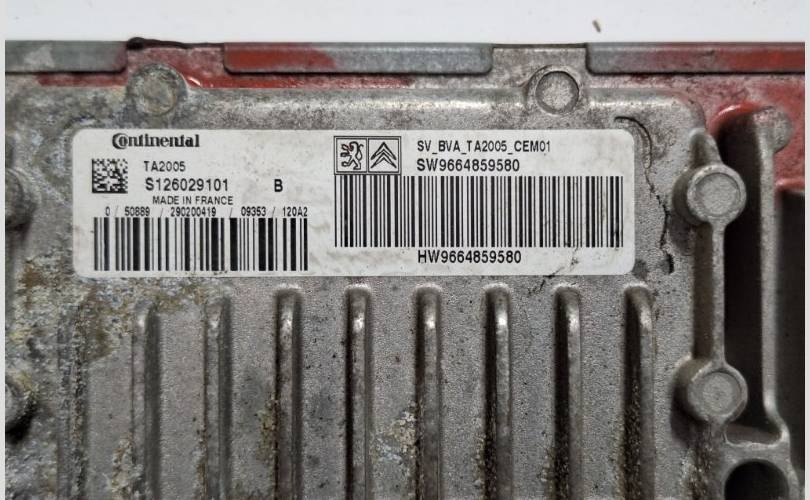 Continental
TA2005
S126029101 B
MADE IN FRANCE
0 / 50889 / 290200419 / 09353 / 120A2
SV_BVA_TA2005_CEM01
SW9664859580
HW9664859580